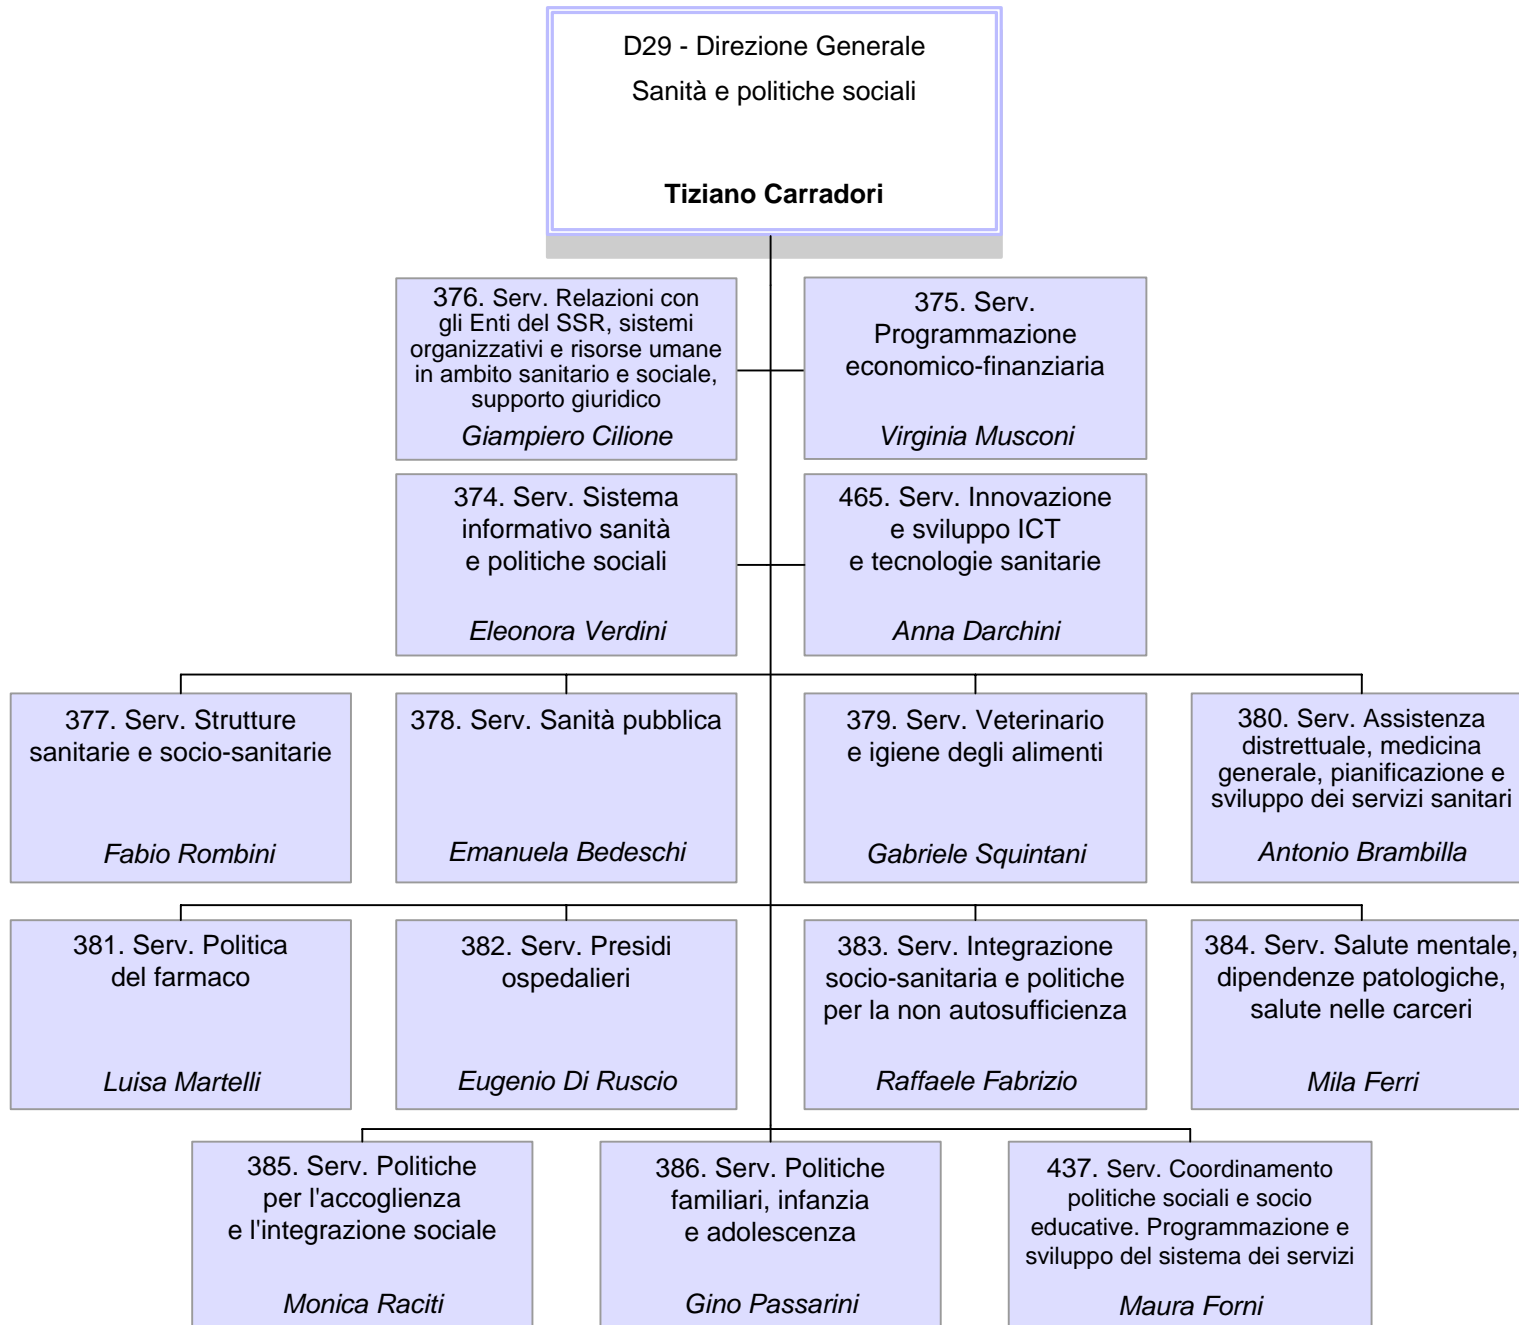 D29 - Direzione Generale
Sanità e politiche sociali
Tiziano Carradori
376. Serv. Relazioni con
gli Enti del SSR, sistemi
organizzativi e risorse umane
in ambito sanitario e sociale,
supporto giuridico
Giampiero Cilione
375. Serv.
Programmazione
economico-finanziaria
Virginia Musconi
374. Serv. Sistema
informativo sanità
e politiche sociali
Eleonora Verdini
465. Serv. Innovazione
e sviluppo ICT
e tecnologie sanitarie
Anna Darchini
377. Serv. Strutture
sanitarie e socio-sanitarie
Fabio Rombini
378. Serv. Sanità pubblica
Emanuela Bedeschi
379. Serv. Veterinario
e igiene degli alimenti
Gabriele Squintani
380. Serv. Assistenza
distrettuale, medicina
generale, pianificazione e
sviluppo dei servizi sanitari
Antonio Brambilla
381. Serv. Politica
del farmaco
Luisa Martelli
382. Serv. Presidi
ospedalieri
Eugenio Di Ruscio
383. Serv. Integrazione
socio-sanitaria e politiche
per la non autosufficienza
Raffaele Fabrizio
384. Serv. Salute mentale,
dipendenze patologiche,
salute nelle carceri
Mila Ferri
385. Serv. Politiche
per l'accoglienza
e l'integrazione sociale
Monica Raciti
386. Serv. Politiche
familiari, infanzia
e adolescenza
Gino Passarini
437. Serv. Coordinamento
politiche sociali e socio
educative. Programmazione e
sviluppo del sistema dei servizi
Maura Forni